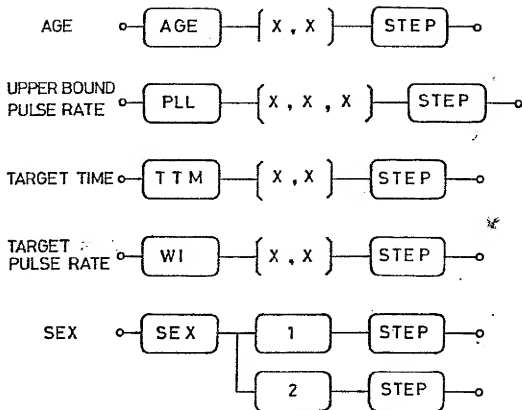 AGE AGE X , X STEP
UPPER BOUND
PULSE RATE PLL X , X , X STEP
TARGET TIME TTM X , X STEP
TARGET
PULSE RATE WI X , X STEP
SEX SEX 1 STEP
2 STEP